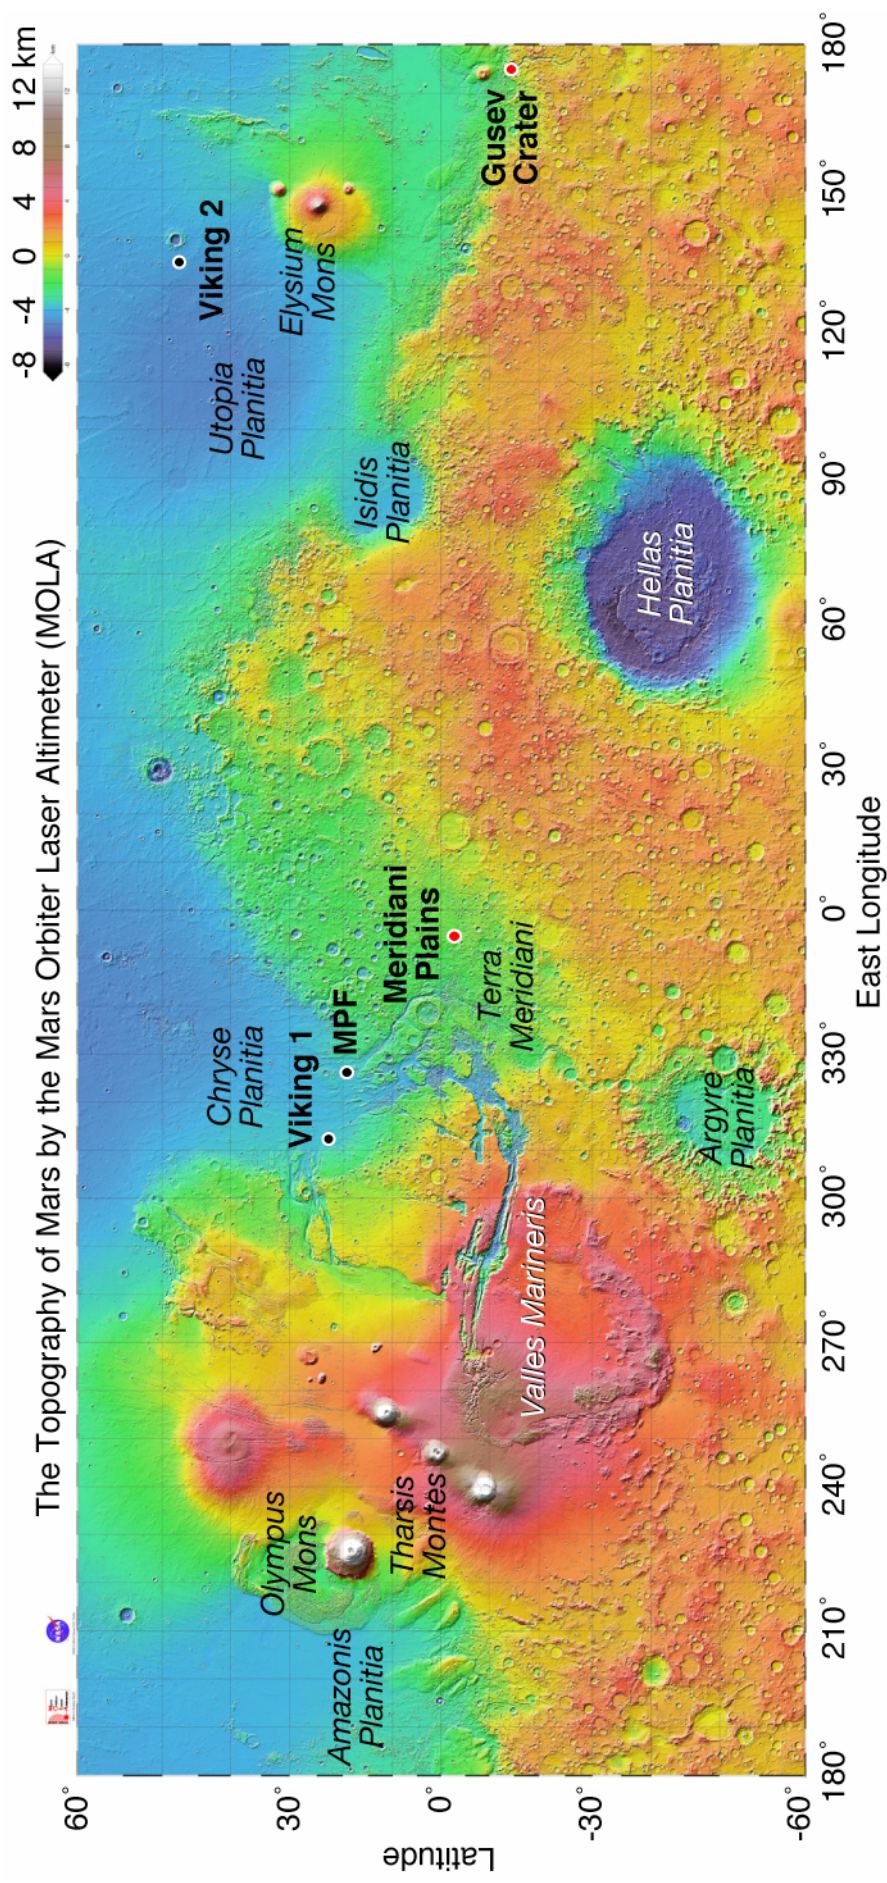 The Topography of Mars by the Mars Orbiter Laser Altimeter (MOLA)
-8 -4 0 4 8 12 km
60°
30°
0°
-30°
-60°
Latitude
Amazonis
Planitia
Olympus
Mons
Tharsis
Montes
Valles Marineris
Viking 1
Chryse
Planitia
MPF
Meridiani
Plains
Terra
Meridiani
Argyre
Planitia
Isidis
Planitia
Hellas
Planitia
Utopia
Planitia
Viking 2
Elysium
Mons
Gusev
Crater
180° 210° 240° 270° 300° 330° 0° 30° 60° 90° 120° 150° 180°
East Longitude